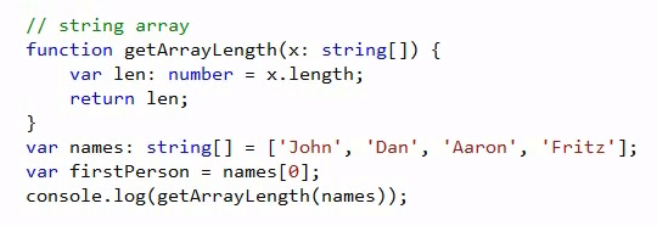 // string array
function getArrayLength(x: string[]) {
    var len: number = x.length;
    return len;
}
var names: string[] = ['John', 'Dan', 'Aaron', 'Fritz'];
var firstPerson = names[0];
console.log(getArrayLength(names));